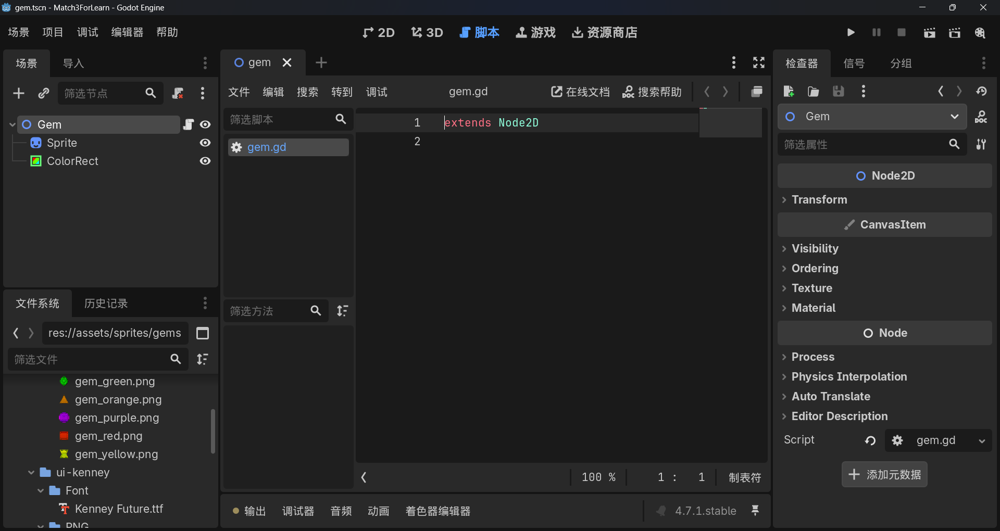 gem.tscn - Match3ForLearn - Godot Engine
场景 项目 调试 编辑器 帮助
2D 3D 脚本 游戏 资源商店
场景 导入
筛选节点
Gem
Sprite
ColorRect
文件系统 历史记录
res://assets/sprites/gems
筛选文件
gem_green.png
gem_orange.png
gem_purple.png
gem_red.png
gem_yellow.png
ui-kenney
Font
Kenney Future.ttf
PNG
gem
文件 编辑 搜索 转到 调试 gem.gd 在线文档 DOC 搜索帮助
筛选脚本
gem.gd
筛选方法
1 extends Node2D
2
100 % 1 : 1 制表符
输出 调试器 音频 动画 着色器编辑器 4.7.1.stable
检查器 信号 分组
Gem DOC
筛选属性
Node2D
Transform
CanvasItem
Visibility
Ordering
Texture
Material
Node
Process
Physics Interpolation
Auto Translate
Editor Description
Script gem.gd
添加元数据